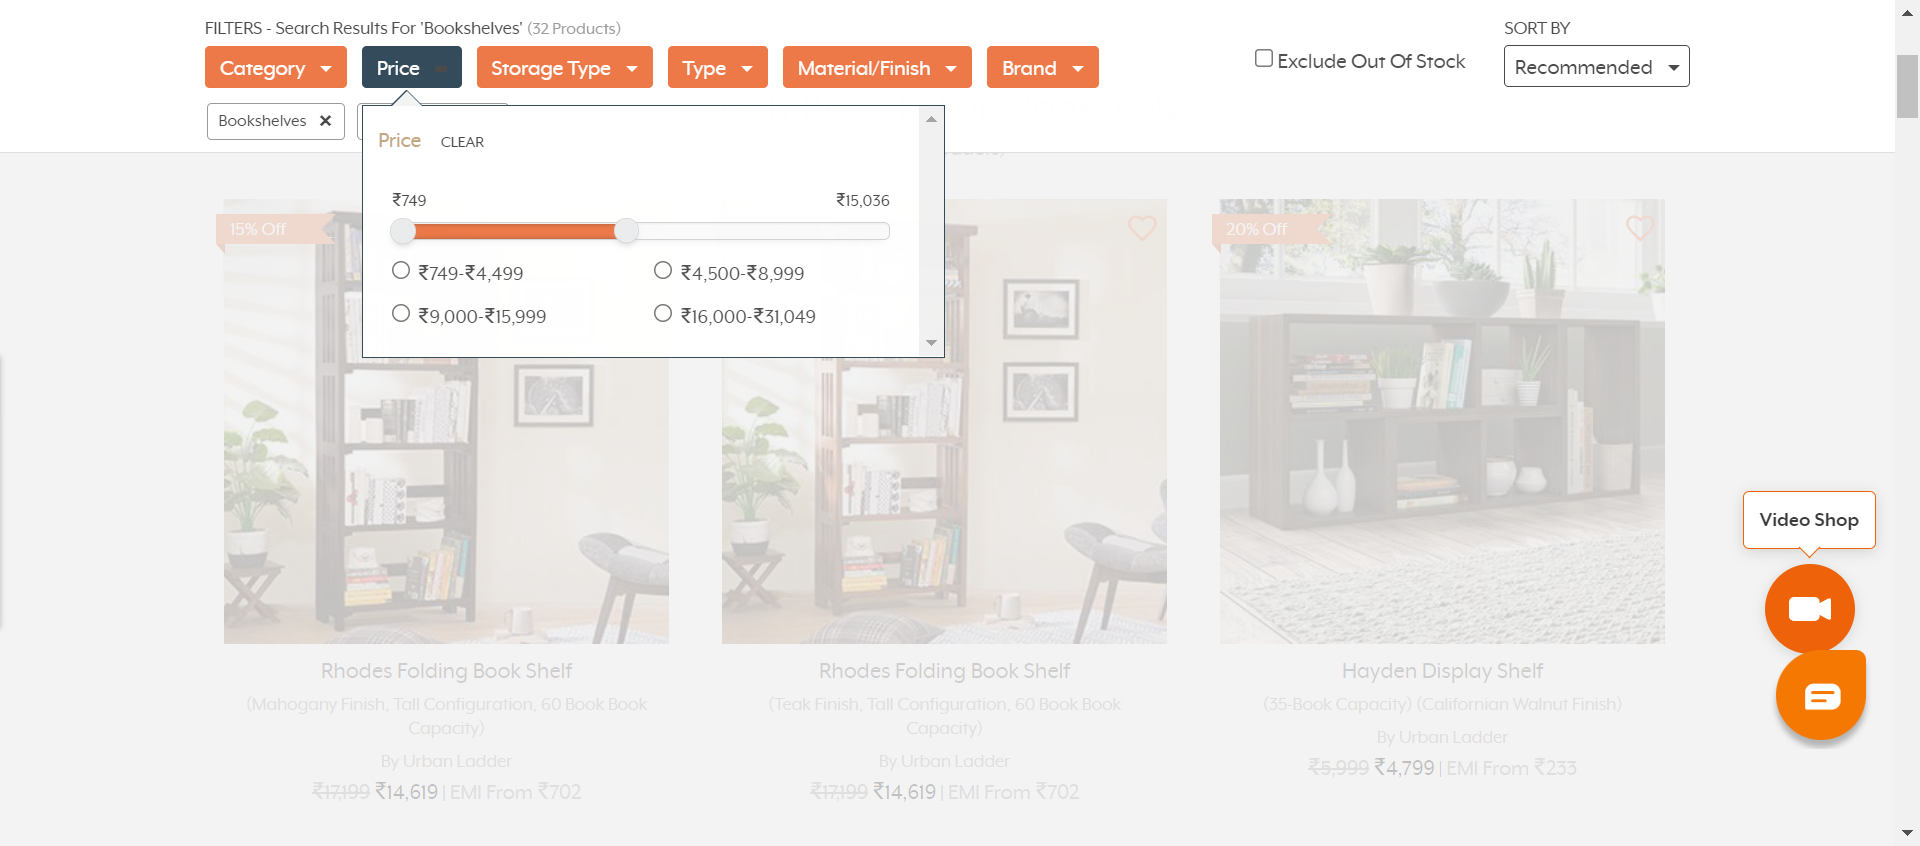 FILTERS - Search Results For 'Bookshelves' (32 Products)
SORT BY
Category
Price
Storage Type
Type
Material/Finish
Brand
Exclude Out Of Stock
Recommended
Bookshelves ✕
Price CLEAR
₹749 ₹15,036
₹749-₹4,499
₹4,500-₹8,999
₹9,000-₹15,999
₹16,000-₹31,049
15% Off
20% Off
Video Shop
Rhodes Folding Book Shelf
(Mahogany Finish, Tall Configuration, 60 Book Book
Capacity)
By Urban Ladder
₹17,199 ₹14,619 | EMI From ₹702
Rhodes Folding Book Shelf
(Teak Finish, Tall Configuration, 60 Book Book
Capacity)
By Urban Ladder
₹17,199 ₹14,619 | EMI From ₹702
Hayden Display Shelf
(35-Book Capacity) (Californian Walnut Finish)
By Urban Ladder
₹5,999 ₹4,799 | EMI From ₹233